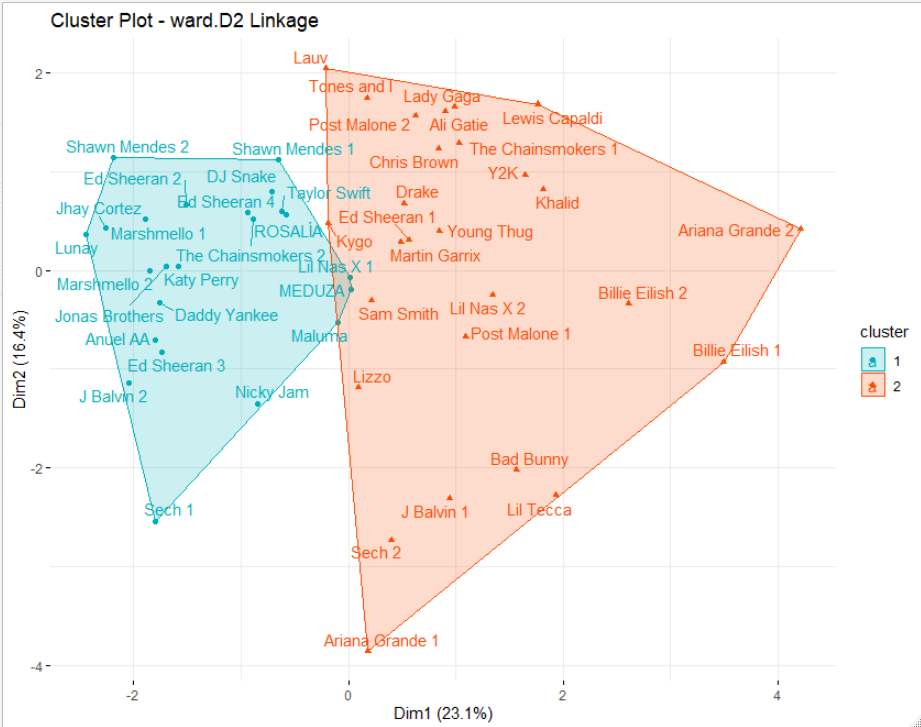 Cluster Plot - ward.D2 Linkage
Lauv
2
Tones and I
Lady Gaga
Lewis Capaldi
Post Malone 2
Ali Gatie
Shawn Mendes 2
Shawn Mendes 1
The Chainsmokers 1
Chris Brown
Y2K
Ed Sheeran 2
DJ Snake
Taylor Swift
Drake
Khalid
Ed Sheeran 4
Jhay Cortez
Ed Sheeran 1
Marshmello 1
ROSALÍA
Young Thug
Ariana Grande 2
Lunay
Kygo
The Chainsmokers 2
Martin Garrix
0
Lil Nas X 1
Katy Perry
Marshmello 2
MEDUZA
Billie Eilish 2
Lil Nas X 2
Jonas Brothers
Daddy Yankee
Sam Smith
Post Malone 1
Maluma
Anuel AA
Billie Eilish 1
Ed Sheeran 3
Lizzo
J Balvin 2
Nicky Jam
-2
Bad Bunny
Sech 1
J Balvin 1
Lil Tecca
Sech 2
Ariana Grande 1
-4
-2
0
2
4
Dim1 (23.1%)
Dim2 (16.4%)
cluster
a 1
a 2